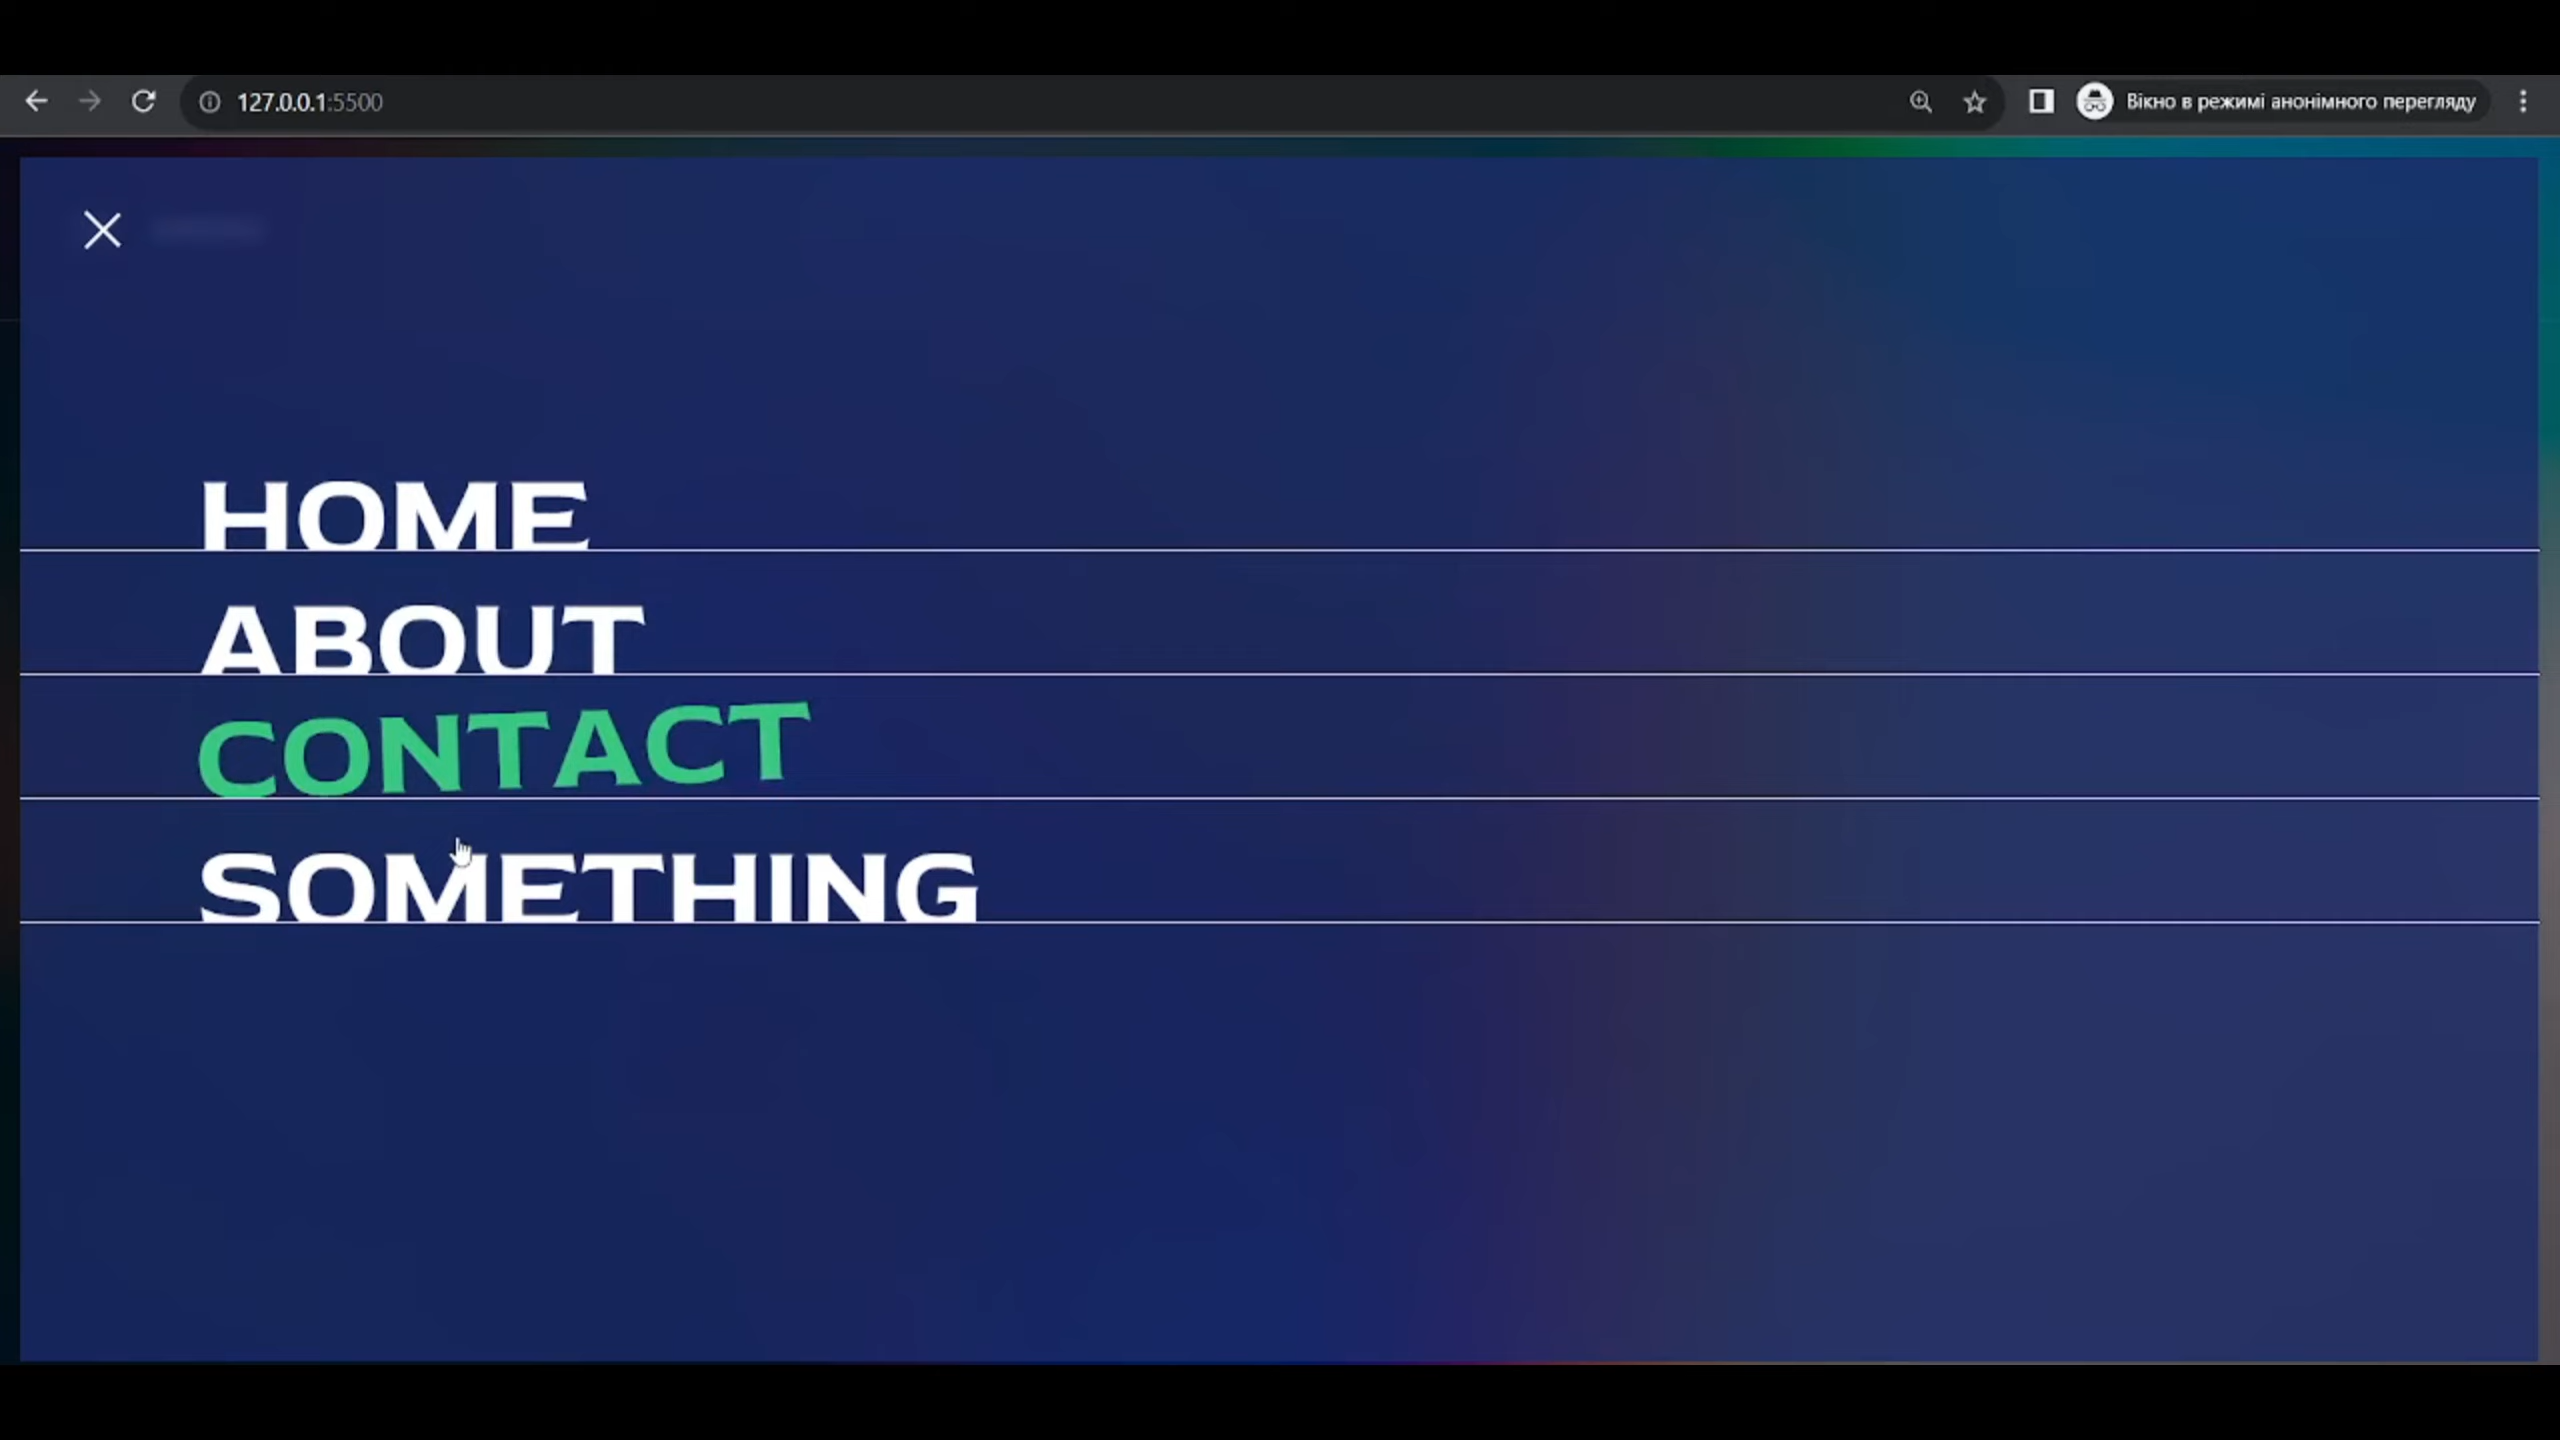 127.0.0.1:5500
Вікно в режимі анонімного перегляду
HOME
ABOUT
CONTACT
SOMETHING